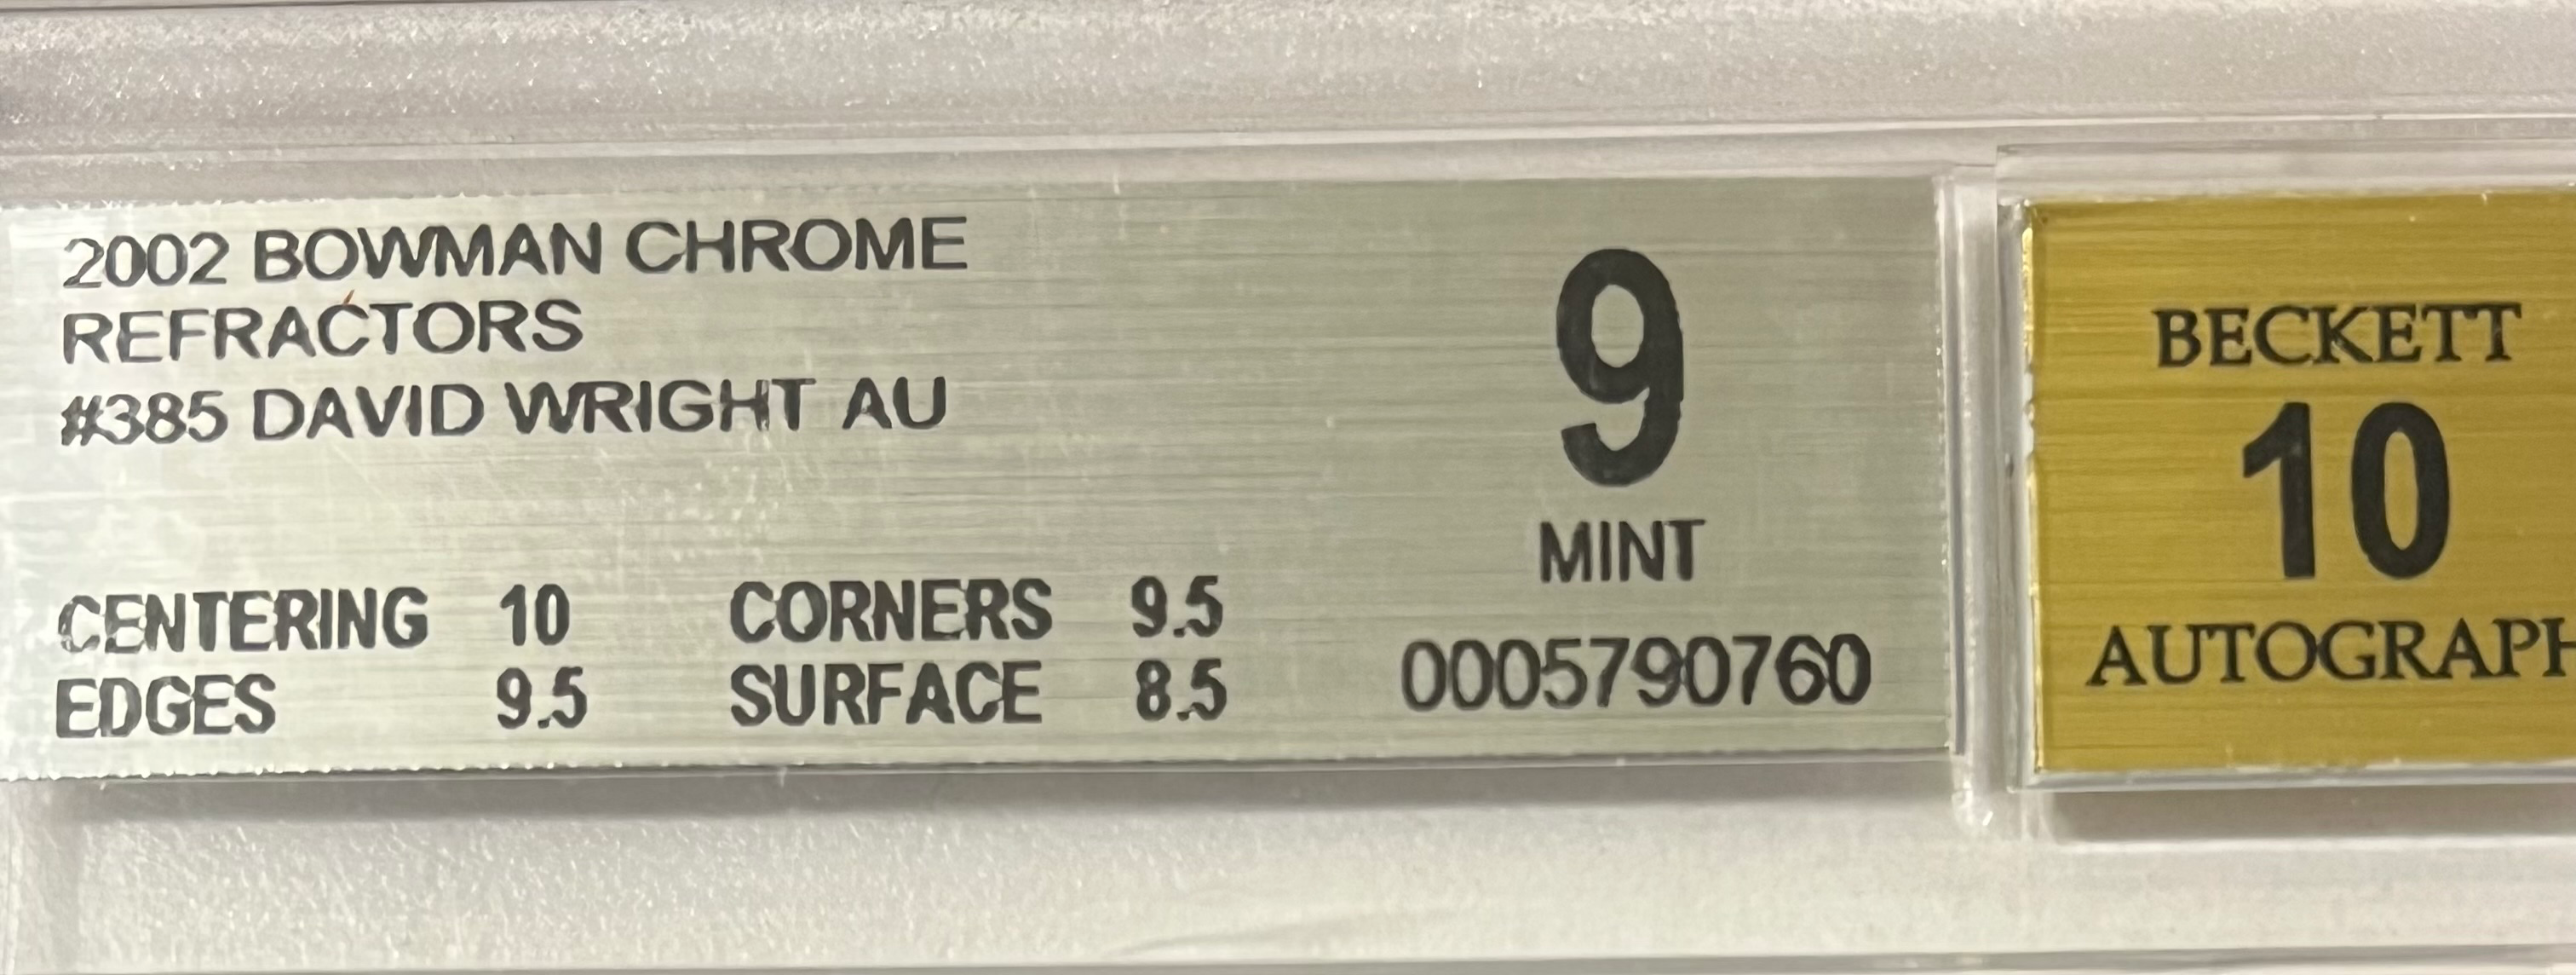 2002 BOWMAN CHROME
REFRACTORS
#385 DAVID WRIGHT AU
CENTERING 10 CORNERS 9.5
EDGES 9.5 SURFACE 8.5
9
MINT
0005790760
BECKETT
10
AUTOGRAPH